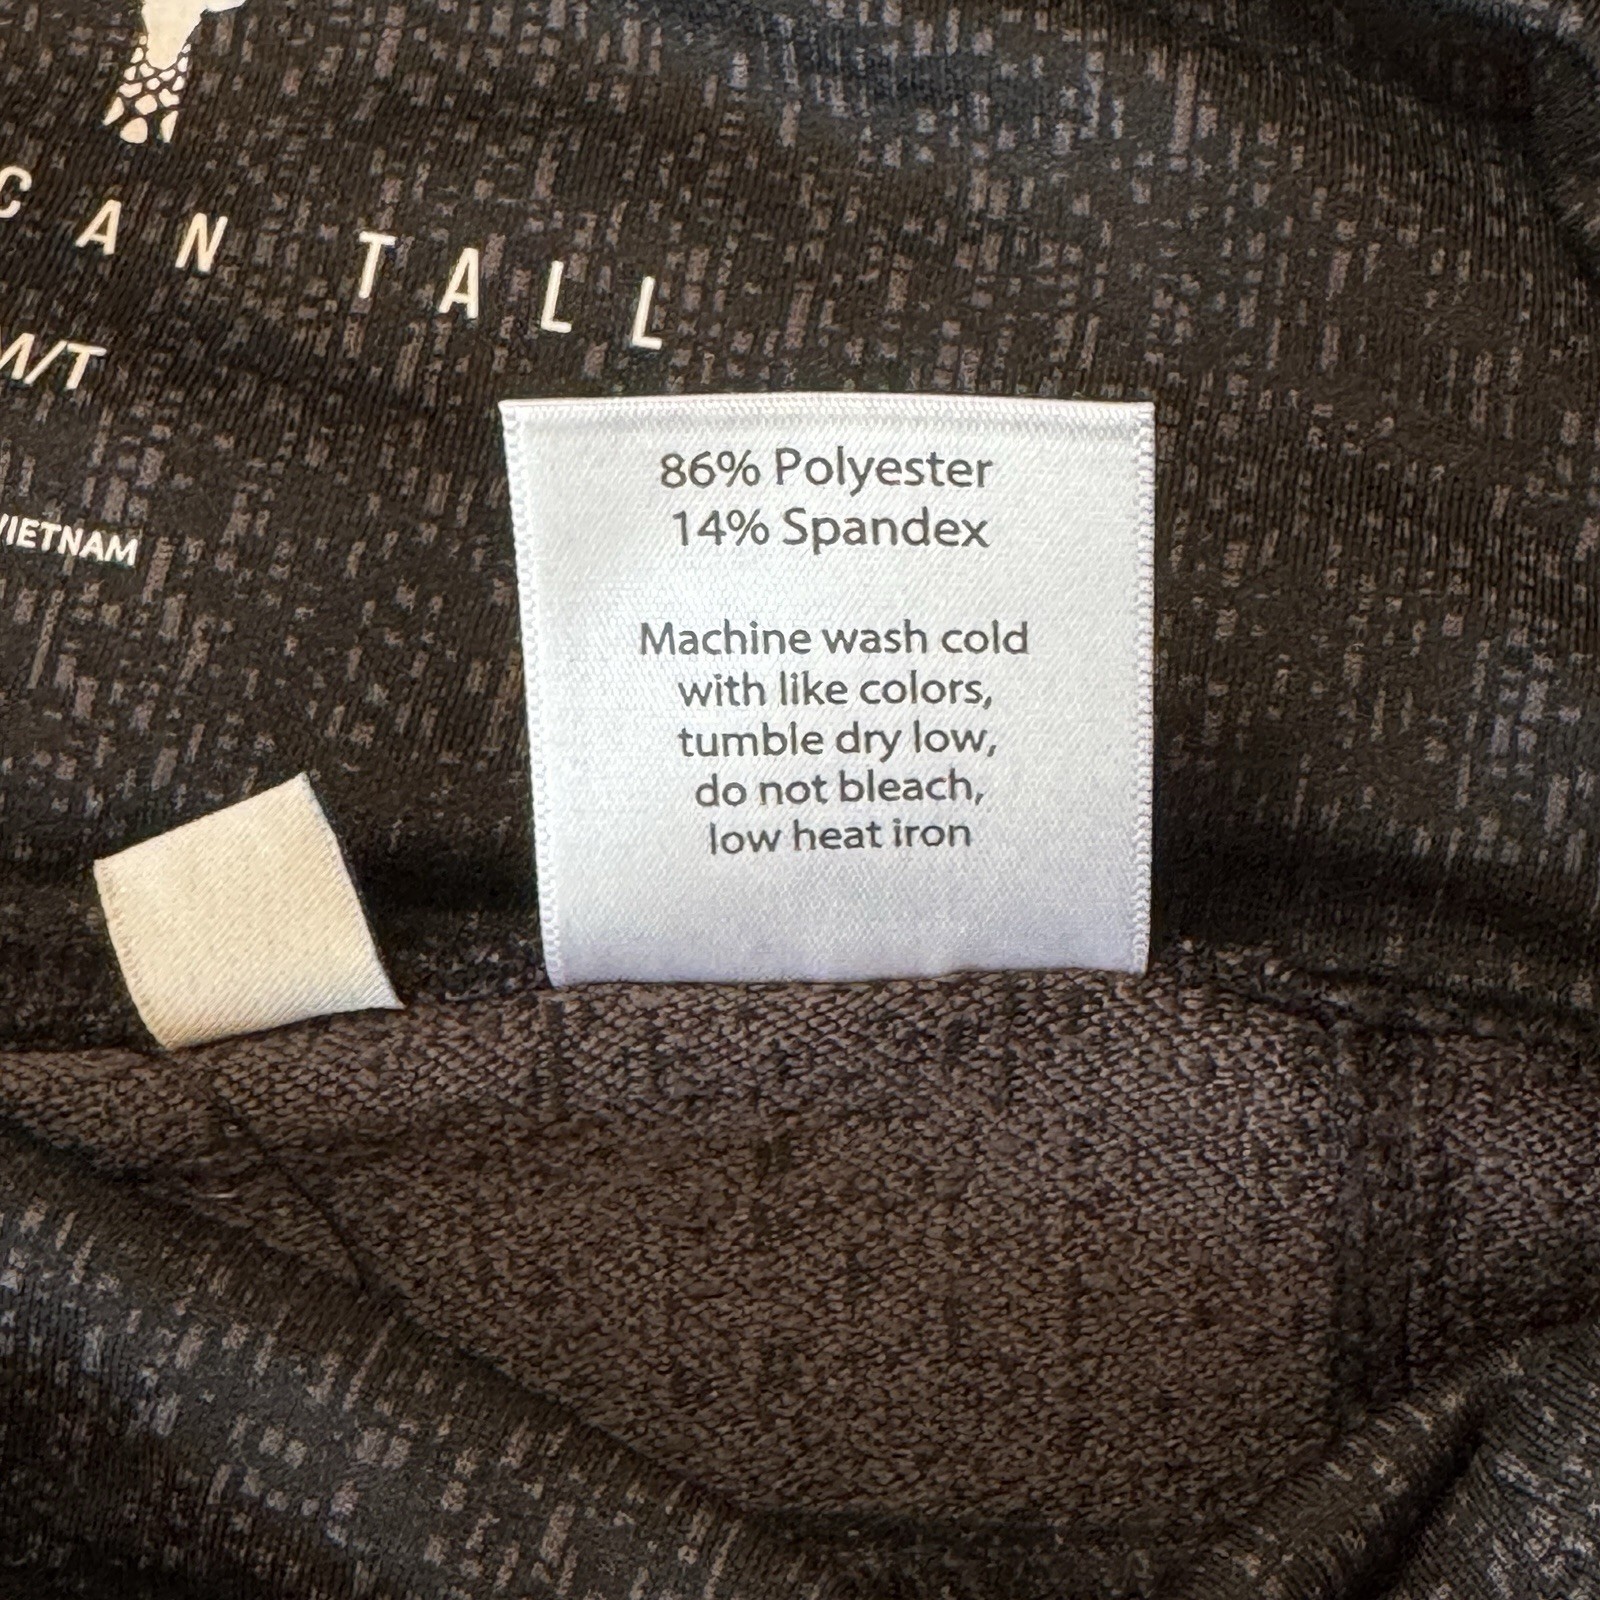 CAN TALL
M/T
VIETNAM
86% Polyester
14% Spandex
Machine wash cold
with like colors,
tumble dry low,
do not bleach,
low heat iron